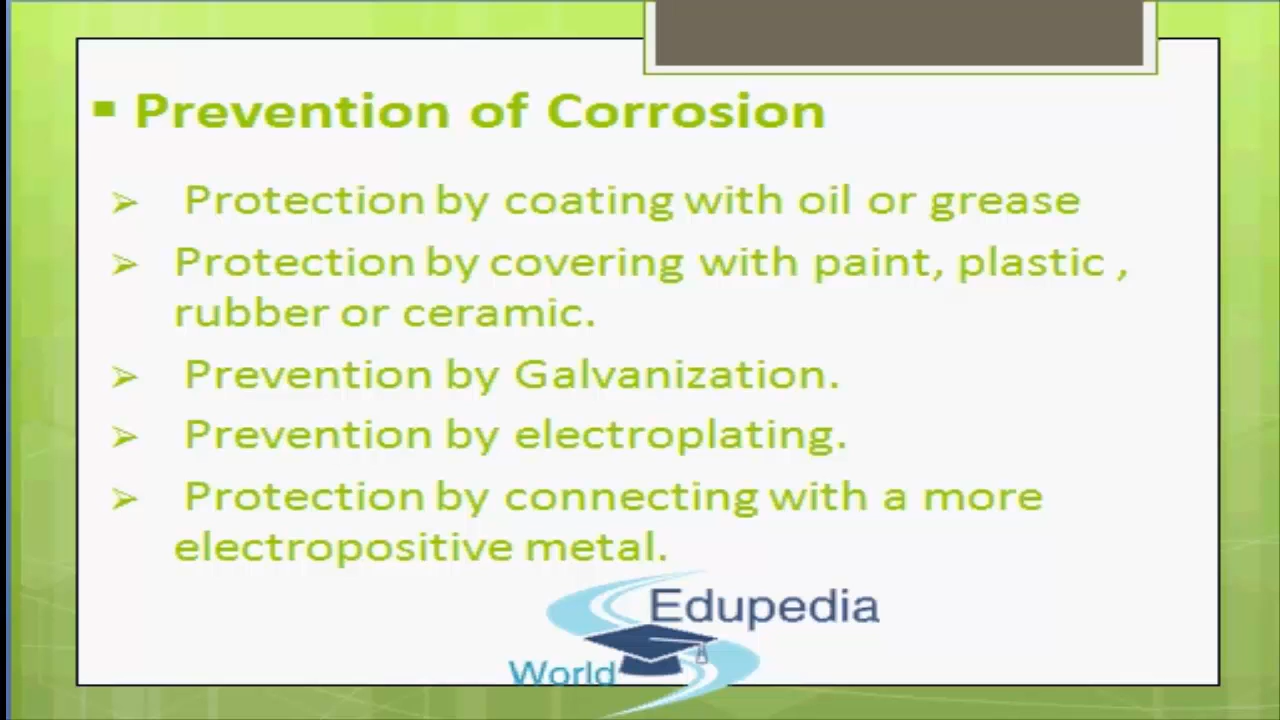 ▪ Prevention of Corrosion
➢ Protection by coating with oil or grease
➢ Protection by covering with paint, plastic ,
rubber or ceramic.
➢ Prevention by Galvanization.
➢ Prevention by electroplating.
➢ Protection by connecting with a more
electropositive metal.
Edupedia
World